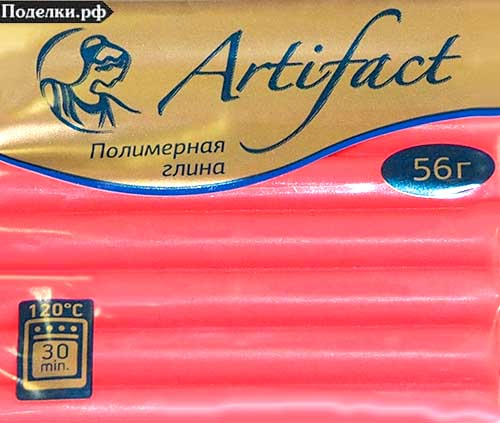 Поделки.рф
Artifact
Полимерная
глина
56г
120°C
30
min.